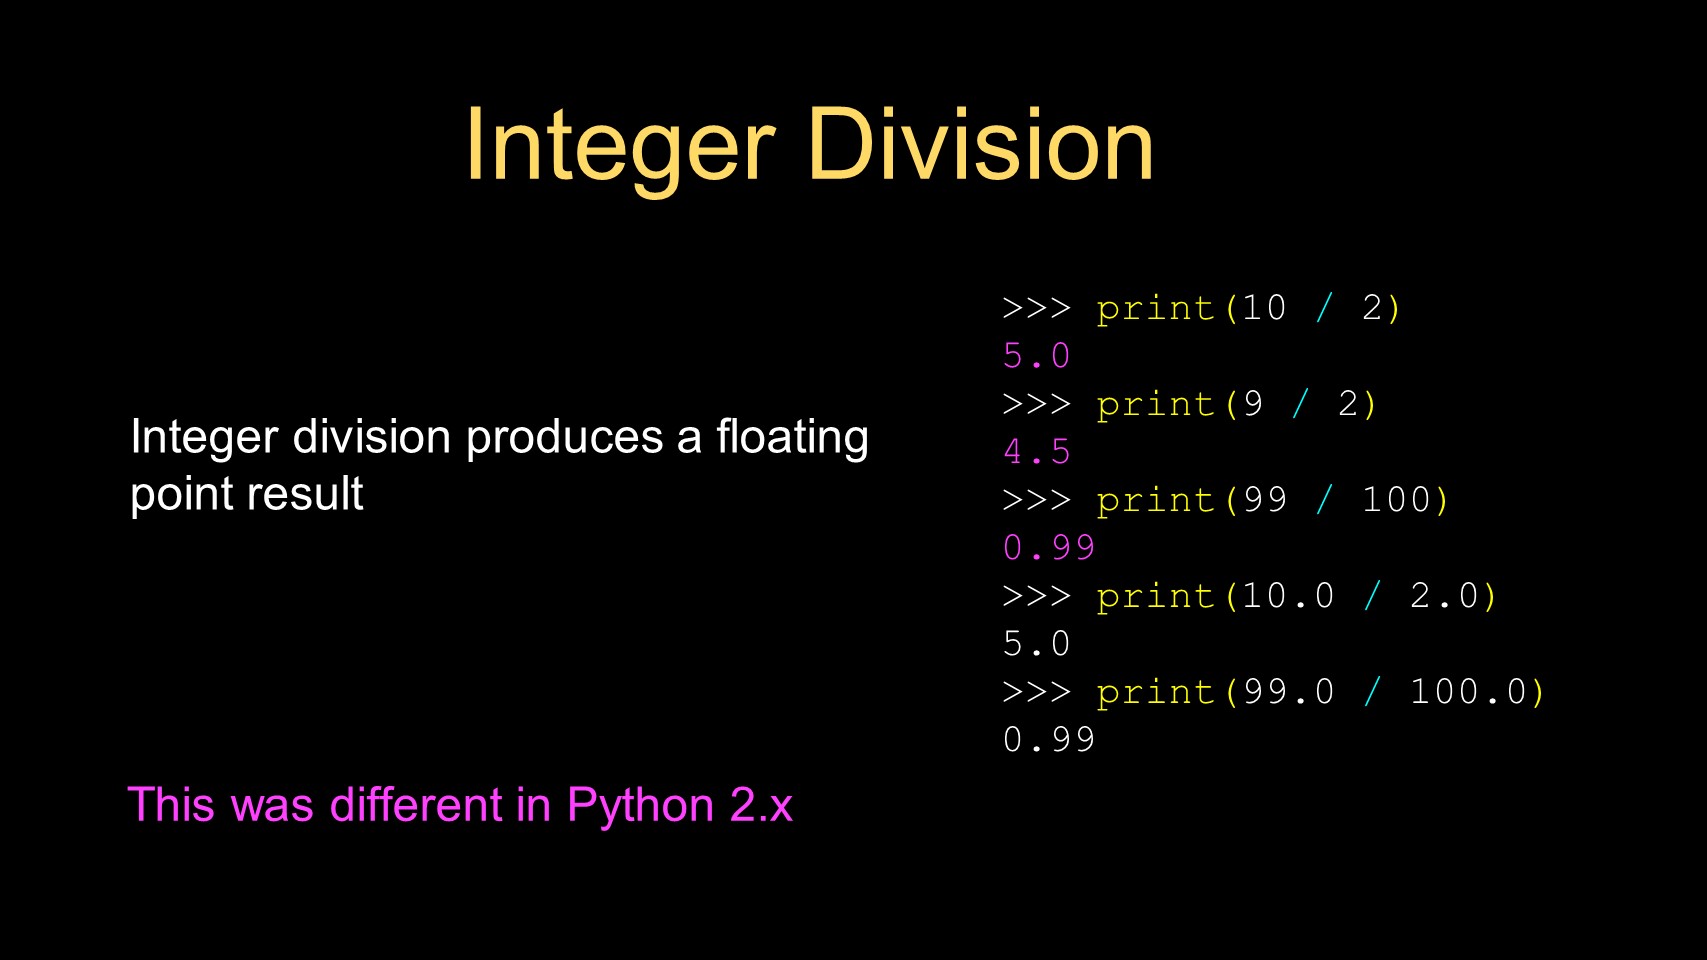 Integer Division
Integer division produces a floating
point result
This was different in Python 2.x
>>> print(10 / 2)
5.0
>>> print(9 / 2)
4.5
>>> print(99 / 100)
0.99
>>> print(10.0 / 2.0)
5.0
>>> print(99.0 / 100.0)
0.99